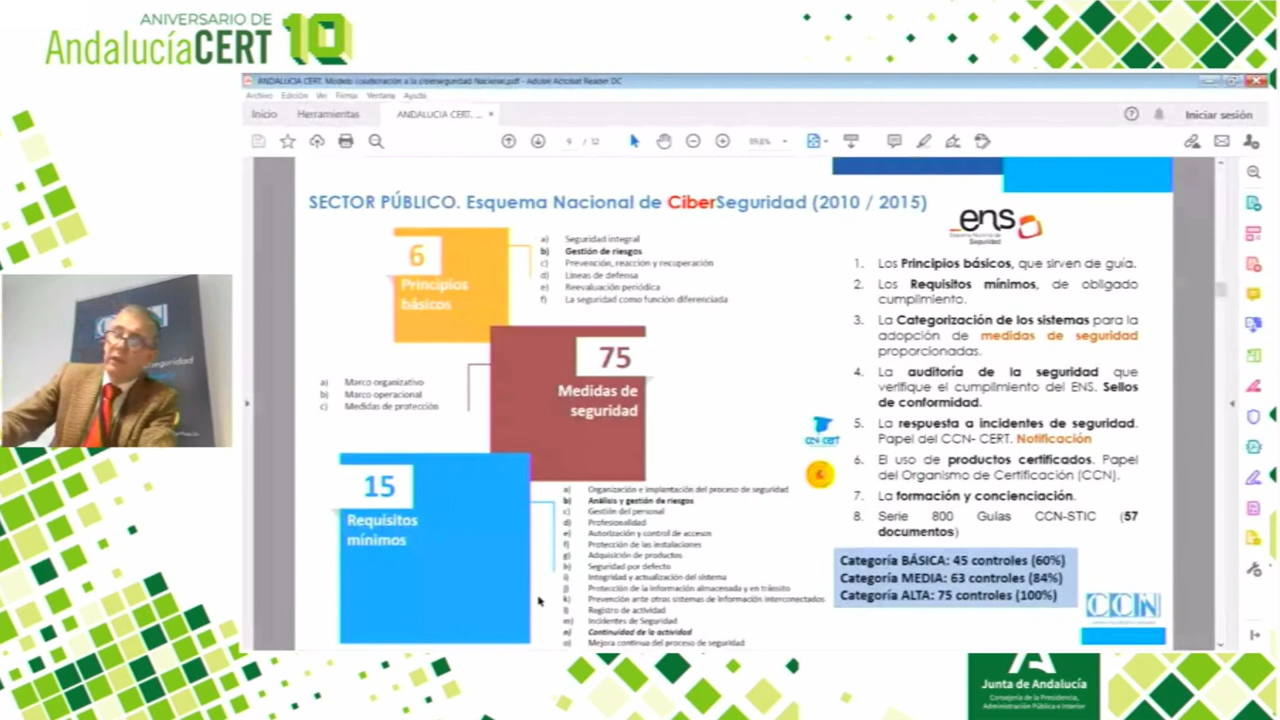 ANIVERSARIO DE
AndalucíaCERT 10
ANDALUCIA CERT. Modelo colaboración a la ciberseguridad Nacional.pdf - Adobe Acrobat Reader DC
Archivo Edición Ver Firma Ventana Ayuda
Inicio Herramientas ANDALUCIA CERT. ... × Iniciar sesión
9 / 32
SECTOR PÚBLICO. Esquema Nacional de CiberSeguridad (2010 / 2015)
ens
Esquema Nacional de
Seguridad
6
Principios
básicos
a) Seguridad integral
b) Gestión de riesgos
c) Prevención, reacción y recuperación
d) Líneas de defensa
e) Reevaluación periódica
f) La seguridad como función diferenciada
75
Medidas de
seguridad
a) Marco organizativo
b) Marco operacional
c) Medidas de protección
15
Requisitos
mínimos
a) Organización e implantación del proceso de seguridad
b) Análisis y gestión de riesgos
c) Gestión del personal
d) Profesionalidad
e) Autorización y control de accesos
f) Protección de las instalaciones
g) Adquisición de productos
h) Seguridad por defecto
i) Integridad y actualización del sistema
j) Protección de la información almacenada y en tránsito
k) Prevención ante otros sistemas de información interconectados
l) Registro de actividad
m) Incidentes de Seguridad
n) Continuidad de la actividad
o) Mejora continua del proceso de seguridad
1. Los Principios básicos, que sirven de guía.
2. Los Requisitos mínimos, de obligado
cumplimiento.
3. La Categorización de los sistemas para la
adopción de medidas de seguridad
proporcionadas.
4. La auditoría de la seguridad que
verifique el cumplimiento del ENS. Sellos
de conformidad.
5. La respuesta a incidentes de seguridad.
Papel del CCN- CERT. Notificación
6. El uso de productos certificados. Papel
del Organismo de Certificación (CCN).
7. La formación y concienciación.
8. Serie 800 Guías CCN-STIC (57
documentos)
CCN-CERT
Categoría BÁSICA: 45 controles (60%)
Categoría MEDIA: 63 controles (84%)
Categoría ALTA: 75 controles (100%)
CCN
Junta de Andalucía
Consejería de la Presidencia,
Administración Pública e Interior